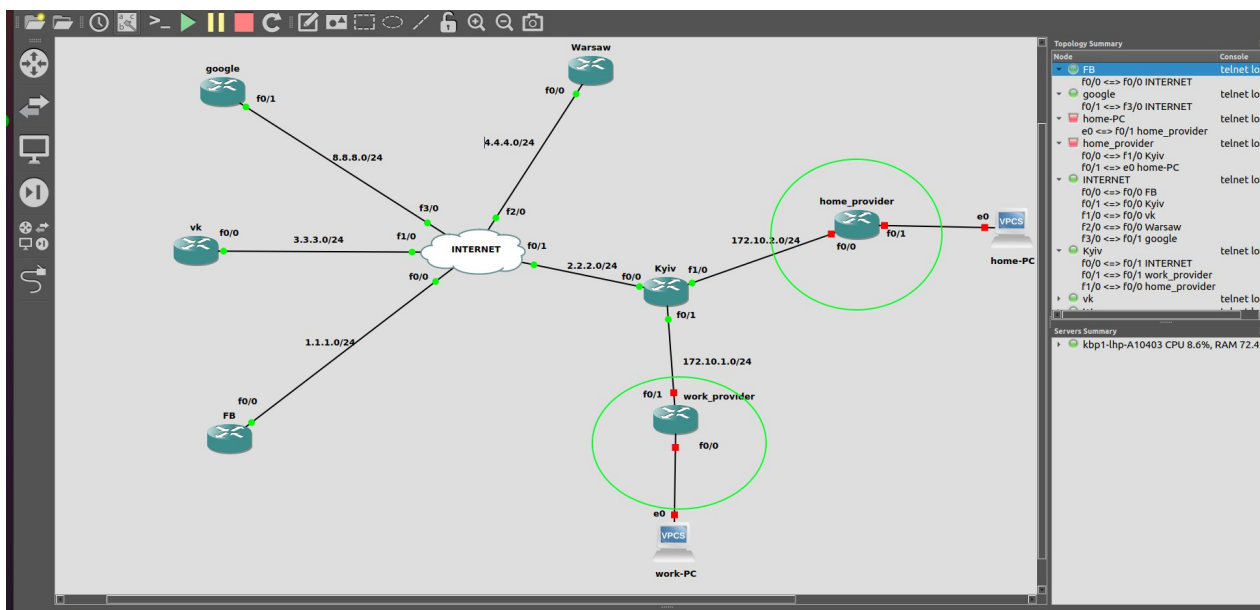 Warsaw
google
f0/1
f0/0
4.4.4.0/24
8.8.8.0/24
f3/0
f2/0
vk
f0/0
3.3.3.0/24
f1/0
INTERNET
f0/1
f0/0
2.2.2.0/24
f0/0
Kyiv
f1/0
f0/1
172.10.2.0/24
home_provider
f0/0
f0/1
e0
VPCS
home-PC
1.1.1.0/24
f0/0
FB
172.10.1.0/24
f0/1
work_provider
f0/0
e0
VPCS
work-PC
Topology Summary
Node Console
FB telnet lo
f0/0 <=> f0/0 INTERNET
google telnet lo
f0/1 <=> f3/0 INTERNET
home-PC telnet lo
e0 <=> f0/1 home_provider
home_provider telnet lo
f0/0 <=> f1/0 Kyiv
f0/1 <=> e0 home-PC
INTERNET telnet lo
f0/0 <=> f0/0 FB
f0/1 <=> f0/0 Kyiv
f1/0 <=> f0/0 vk
f2/0 <=> f0/0 Warsaw
f3/0 <=> f0/1 google
Kyiv telnet lo
f0/0 <=> f0/1 INTERNET
f0/1 <=> f0/1 work_provider
f1/0 <=> f0/0 home_provider
vk telnet lo
Servers Summary
kbp1-lhp-A10403 CPU 8.6%, RAM 72.4